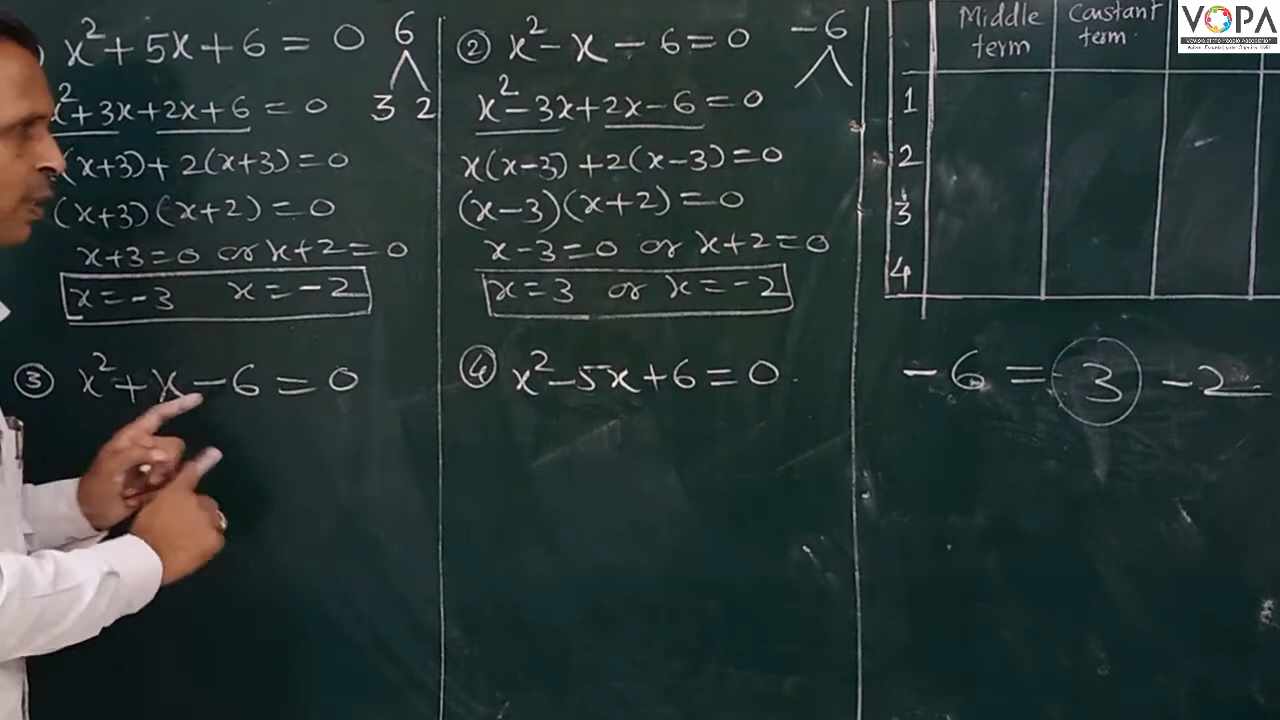 ) x²+5x+6=0 6
x²+3x+2x+6=0 3 2
(x+3)+2(x+3)=0
(x+3)(x+2)=0
x+3=0 or x+2=0
x=-3 x=-2
② x²-x-6=0 -6
x²-3x+2x-6=0
x(x-3)+2(x-3)=0
(x-3)(x+2)=0
x-3=0 or x+2=0
x=3 or x=-2
Middle term Constant term.
1
2
3
4
③ x²+x-6=0
④ x²-5x+6=0
-6=3-2
VOPA